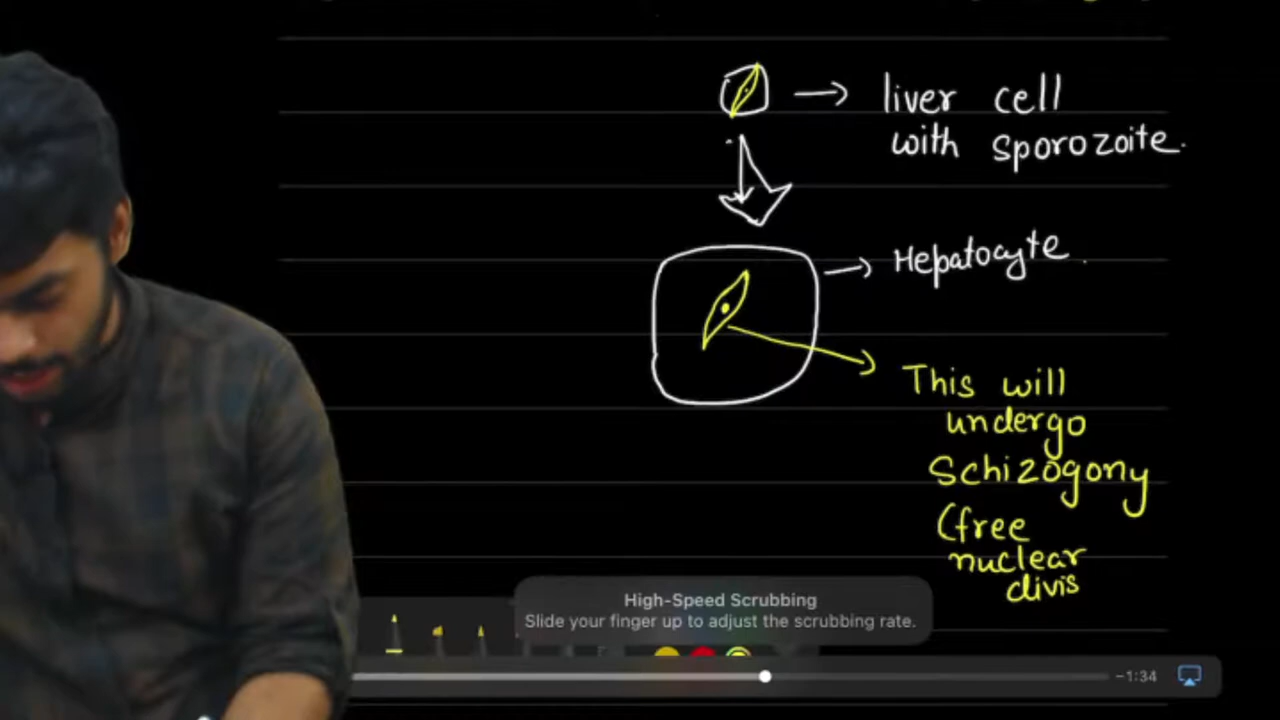 liver cell
with sporozoite.
Hepatocyte.
This will
undergo
Schizogony
(free
nuclear
divis
High-Speed Scrubbing
Slide your finger up to adjust the scrubbing rate.
-1:34